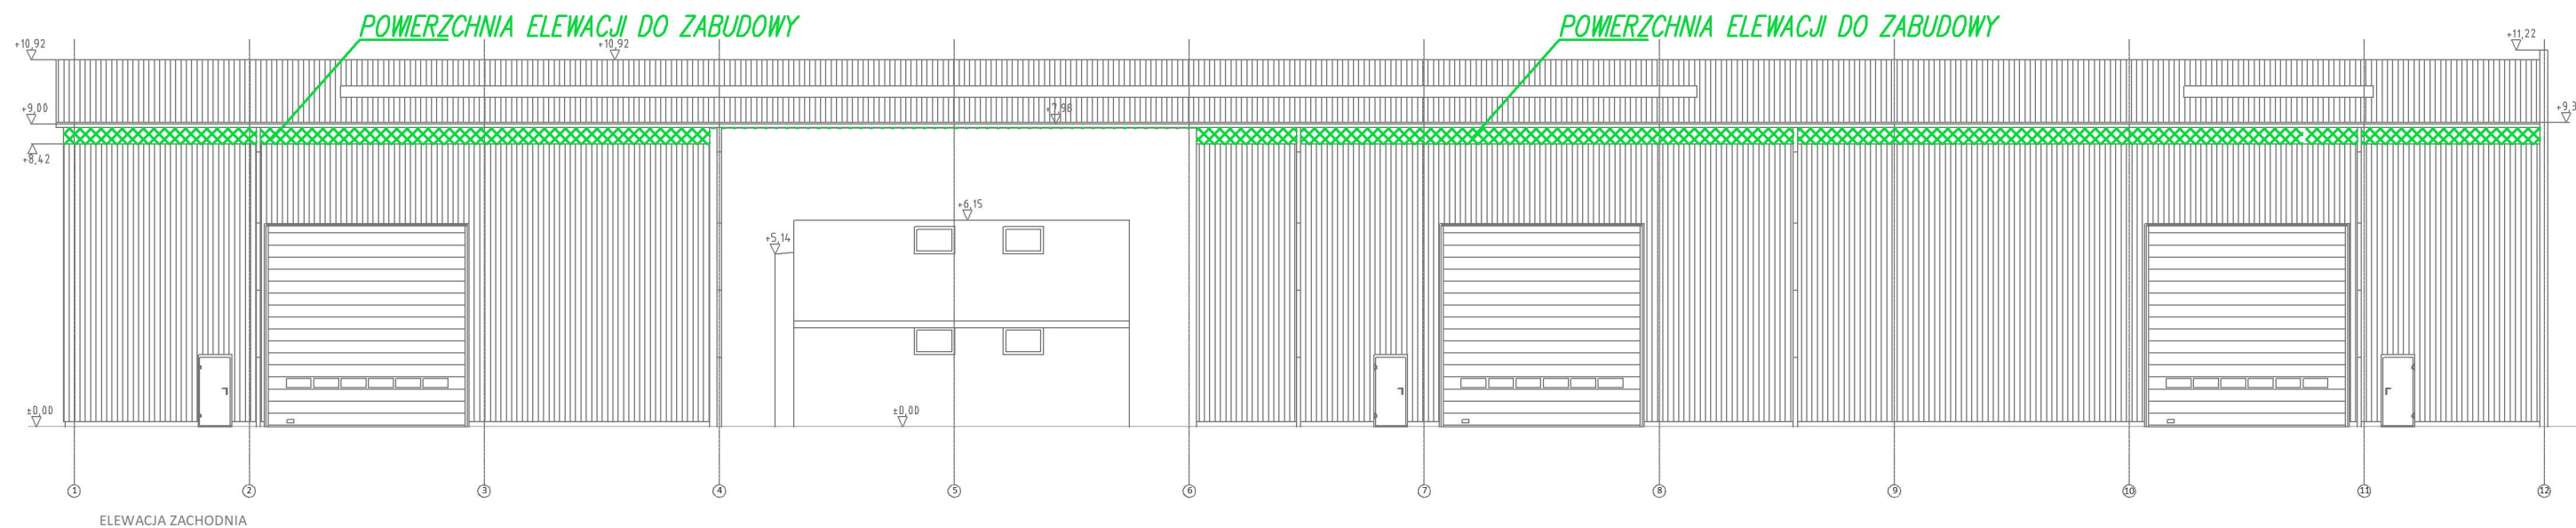 POWIERZCHNIA ELEWACJI DO ZABUDOWY
POWIERZCHNIA ELEWACJI DO ZABUDOWY
+10,92
+10,92
+11,22
+9,00
+7,98
+9,3
+8,42
+6,15
+5,14
±0,00
±0,00
1 2 3 4 5 6 7 8 9 10 11 12
ELEWACJA ZACHODNIA